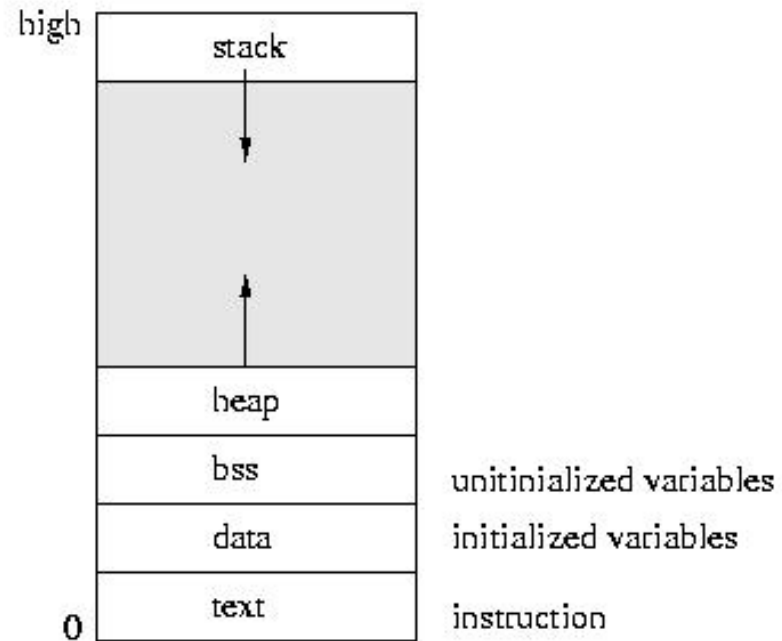 high
stack
heap
bss
unitinialized variables
data
initialized variables
text
0
instruction